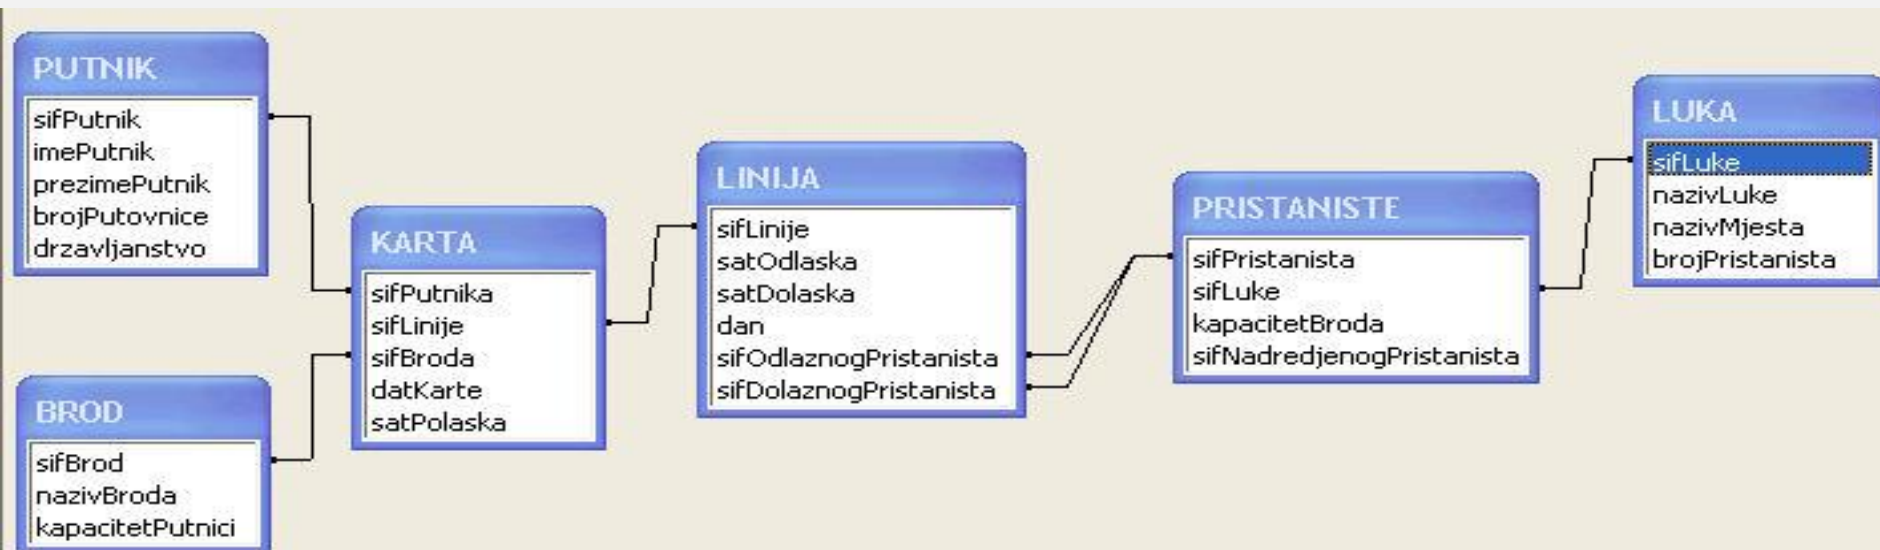 PUTNIK
sifPutnik
imePutnik
prezimePutnik
brojPutovnice
drzavljanstvo
BROD
sifBrod
nazivBroda
kapacitetPutnici
KARTA
sifPutnika
sifLinije
sifBroda
datKarte
satPolaska
LINIJA
sifLinije
satOdlaska
satDolaska
dan
sifOdlaznogPristanista
sifDolaznogPristanista
PRISTANISTE
sifPristanista
sifLuke
kapacitetBroda
sifNadredjenogPristanista
LUKA
sifLuke
nazivLuke
nazivMjesta
brojPristanista